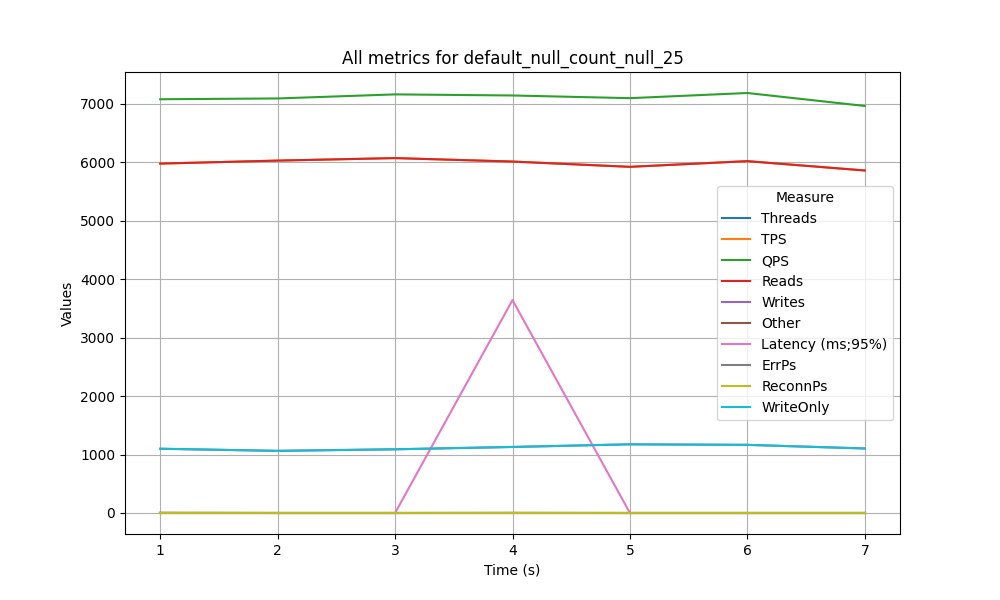 All metrics for default_null_count_null_25
Values
7000
6000
5000
4000
3000
2000
1000
0
Measure
Threads
TPS
QPS
Reads
Writes
Other
Latency (ms;95%)
ErrPs
ReconnPs
WriteOnly
1 2 3 4 5 6 7
Time (s)